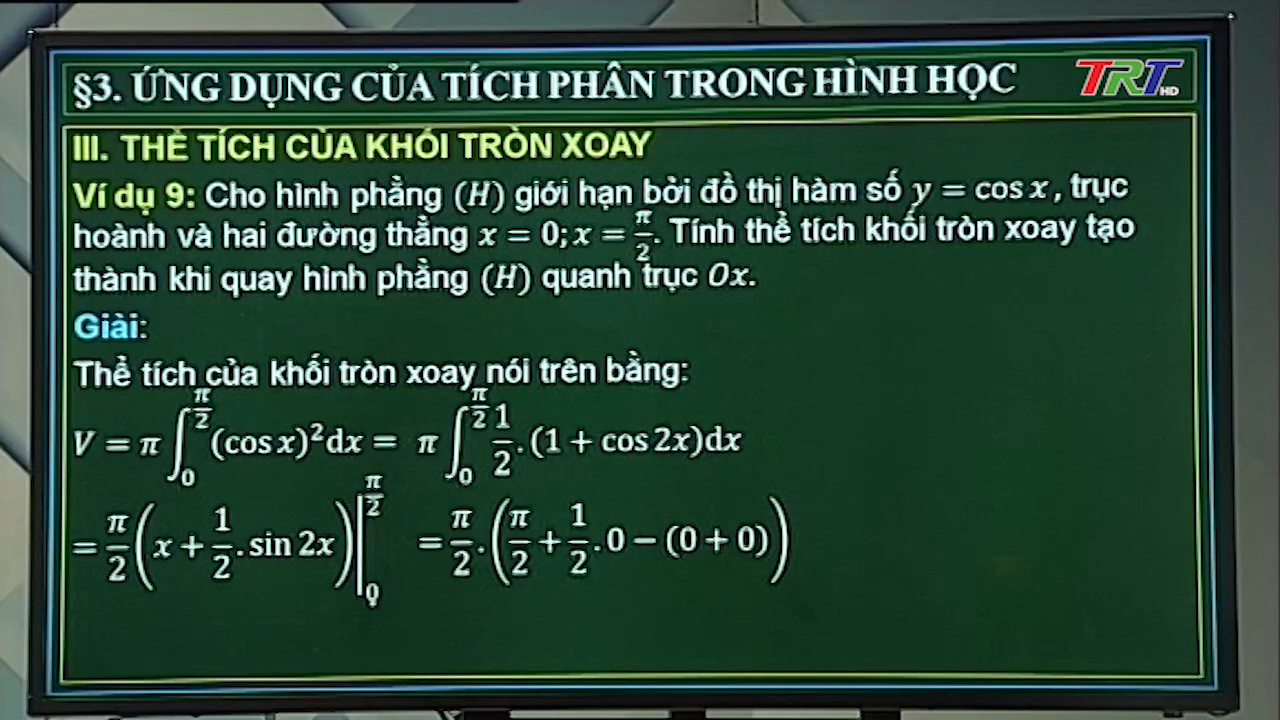 §3. ỨNG DỤNG CỦA TÍCH PHÂN TRONG HÌNH HỌC
TRT HD
III. THỂ TÍCH CỦA KHỐI TRÒN XOAY
Ví dụ 9: Cho hình phẳng (H) giới hạn bởi đồ thị hàm số y = cos x, trục
hoành và hai đường thẳng x = 0; x = π/2. Tính thể tích khối tròn xoay tạo
thành khi quay hình phẳng (H) quanh trục Ox.
Giải:
Thể tích của khối tròn xoay nói trên bằng:
V = π ∫₀^(π/2) (cos x)² dx = π ∫₀^(π/2) 1/2 . (1 + cos 2x)dx
= π/2 (x + 1/2 . sin 2x)|₀^(π/2) = π/2 . (π/2 + 1/2 . 0 − (0 + 0))